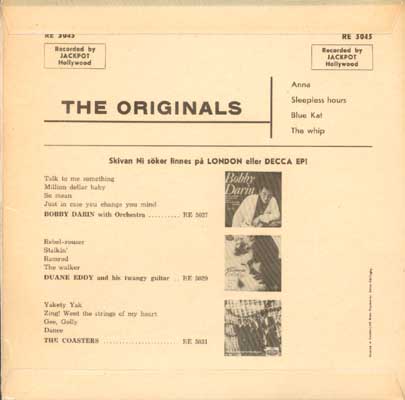 RE 5045
RE 5045
Recorded by
JACKPOT
Hollywood
Recorded by
JACKPOT
Hollywood
THE ORIGINALS
Anna
Sleepless hours
Blue Kat
The whip
Skivan Ni söker finnes på LONDON eller DECCA EP!
Talk to me something
Million dollar baby
So mean
Just in case you change you mind
BOBBY DARIN with Orchestra .......... RE 5027
Bobby
Darin
Rebel-rouser
Stalkin'
Ramrod
The walker
DUANE EDDY and his twangy guitar .. RE 5029
Yakety Yak
Zing! Went the strings of my heart
Gee, Golly
Dance
THE COASTERS ...................... RE 5031